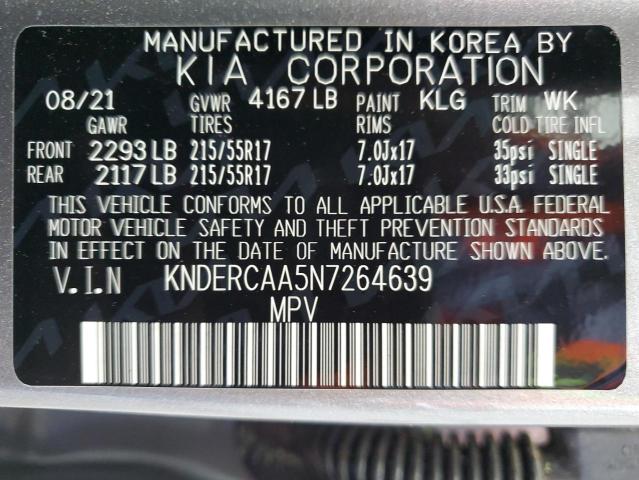 MANUFACTURED IN KOREA BY
KIA CORPORATION
08/21 GVWR 4167 LB PAINT KLG TRIM WK
GAWR TIRES RIMS COLD TIRE INFL
FRONT 2293 LB 215/55R17 7.0Jx17 35psi SINGLE
REAR 2117 LB 215/55R17 7.0Jx17 33psi SINGLE
THIS VEHICLE CONFORMS TO ALL APPLICABLE U.S.A. FEDERAL
MOTOR VEHICLE SAFETY AND THEFT PREVENTION STANDARDS
IN EFFECT ON THE DATE OF MANUFACTURE SHOWN ABOVE.
V.I.N KNDERCAA5N7264639
MPV